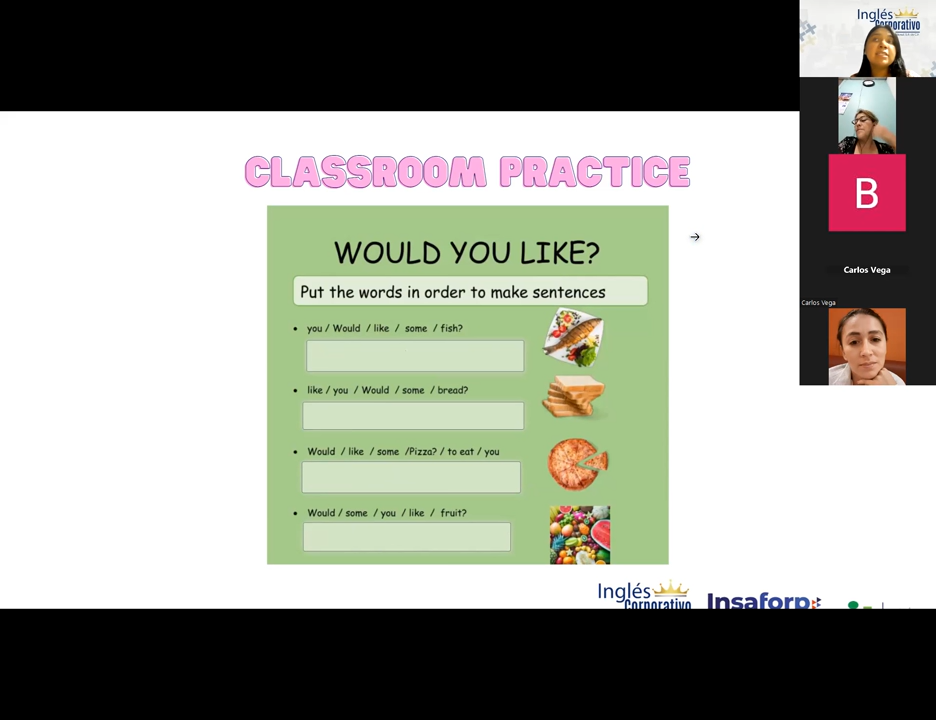 CLASSROOM PRACTICE
WOULD YOU LIKE?
Put the words in order to make sentences
you / Would / like / some / fish?
like / you / Would / some / bread?
Would / like / some /Pizza? / to eat / you
Would / some / you / like / fruit?
Inglés
Corporativo
Insaforp
Inglés
Corporativo
B
Carlos Vega
Carlos Vega